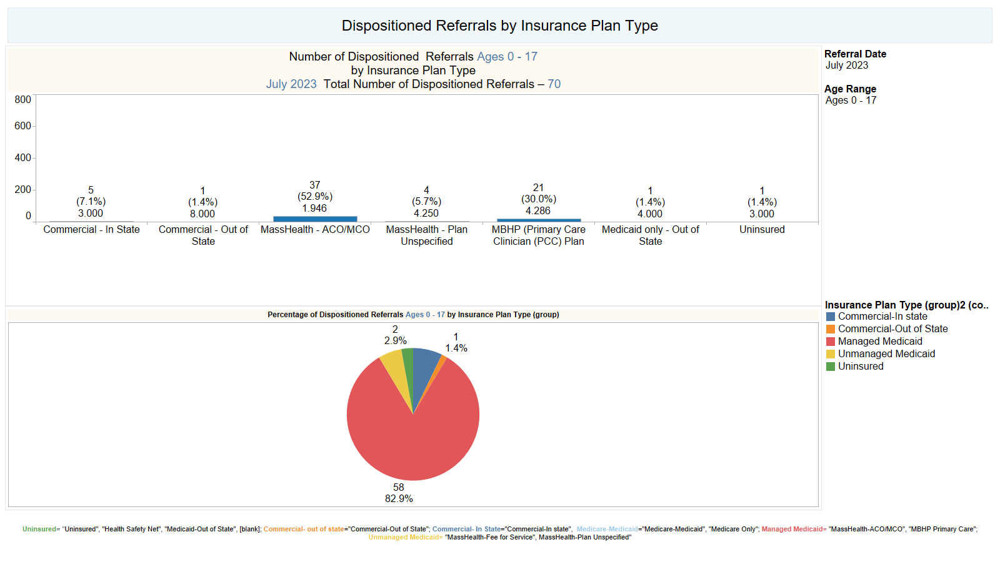 Dispositioned Referrals by Insurance Plan Type
Number of Dispositioned  Referrals Ages 0 - 17
by Insurance Plan Type
July 2023  Total Number of Dispositioned Referrals – 70
Referral Date
July 2023
Age Range
Ages 0 - 17
800
600
400
200
0
5
(7.1%)
3.000
1
(1.4%)
8.000
37
(52.9%)
1.946
4
(5.7%)
4.250
21
(30.0%)
4.286
1
(1.4%)
4.000
1
(1.4%)
3.000
Commercial - In State
Commercial - Out of
State
MassHealth - ACO/MCO
MassHealth - Plan
Unspecified
MBHP (Primary Care
Clinician (PCC) Plan
Medicaid only - Out of
State
Uninsured
Percentage of Dispositioned Referrals Ages 0 - 17 by Insurance Plan Type (group)
2
2.9%
1
1.4%
58
82.9%
Insurance Plan Type (group)2 (co..
Commercial-In state
Commercial-Out of State
Managed Medicaid
Unmanaged Medicaid
Uninsured
Uninsured= "Uninsured", "Health Safety Net", "Medicaid-Out of State", [blank]; Commercial- out of state="Commercial-Out of State"; Commercial- In State="Commercial-In state",  Medicare-Medicaid="Medicare-Medicaid", "Medicare Only"; Managed Medicaid= "MassHealth-ACO/MCO", "MBHP Primary Care";
Unmanaged Medicaid= "MassHealth-Fee for Service", MassHealth-Plan Unspecified"